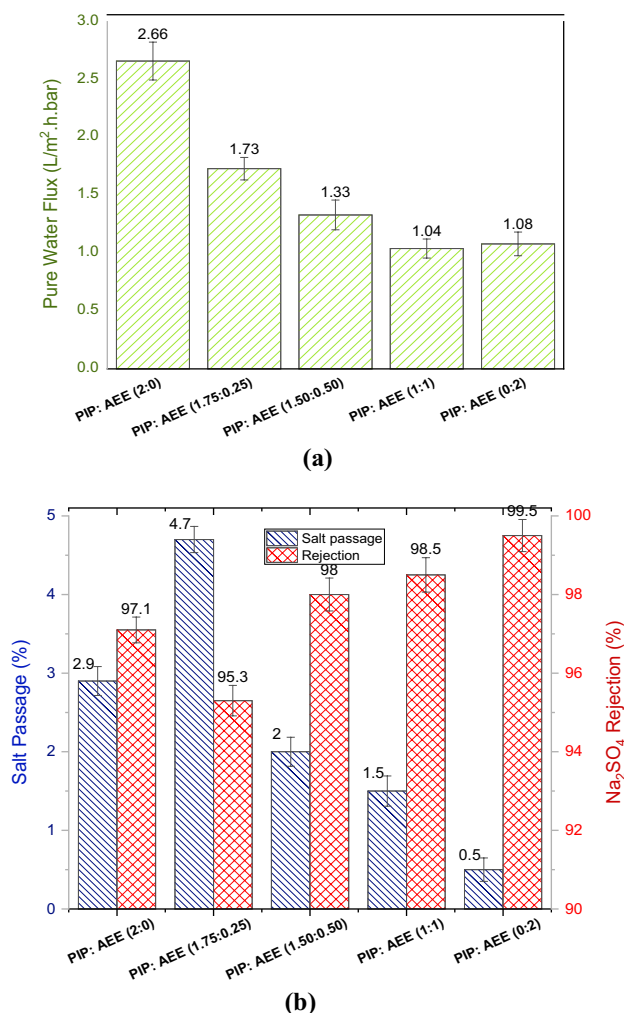 Pure Water Flux (L/m².h.bar)
3.0
2.5
2.0
1.5
1.0
0.5
0.0
2.66
1.73
1.33
1.04
1.08
PIP: AEE (2:0)
PIP: AEE (1.75:0.25)
PIP: AEE (1.50:0.50)
PIP: AEE (1:1)
PIP: AEE (0:2)
(a)
Salt Passage (%)
5
4
3
2
1
0
Salt passage
Rejection
2.9
97.1
4.7
95.3
2
98
1.5
98.5
0.5
99.5
100
98
96
94
92
91
90
Na₂SO₄ Rejection (%)
PIP: AEE (2:0)
PIP: AEE (1.75:0.25)
PIP: AEE (1.50:0.50)
PIP: AEE (1:1)
PIP: AEE (0:2)
(b)